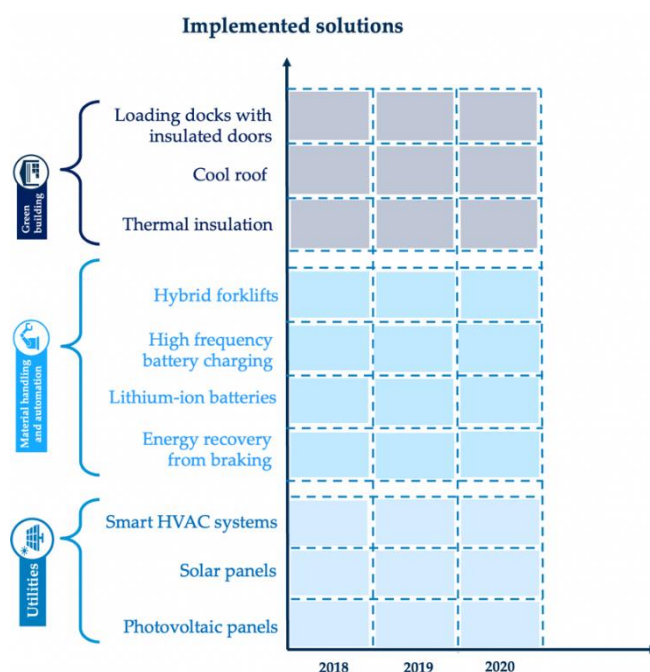 Implemented solutions
Green
building
Loading docks with
insulated doors
Cool roof
Thermal insulation
Material handling
and automation
Hybrid forklifts
High frequency
battery charging
Lithium-ion batteries
Energy recovery
from braking
Utilities
Smart HVAC systems
Solar panels
Photovoltaic panels
2018
2019
2020